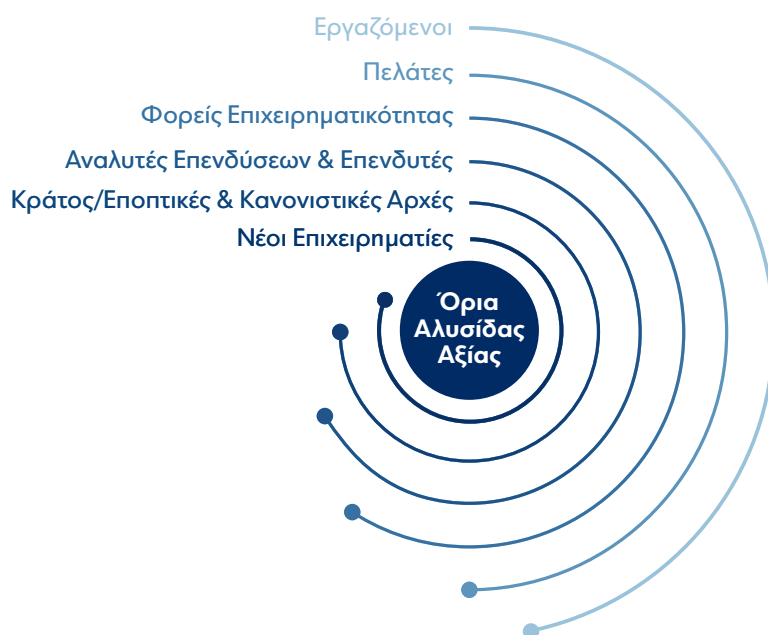 Εργαζόμενοι
Πελάτες
Φορείς Επιχειρηματικότητας
Αναλυτές Επενδύσεων & Επενδυτές
Κράτος/Εποπτικές & Κανονιστικές Αρχές
Νέοι Επιχειρηματίες
Όρια
Αλυσίδας
Αξίας